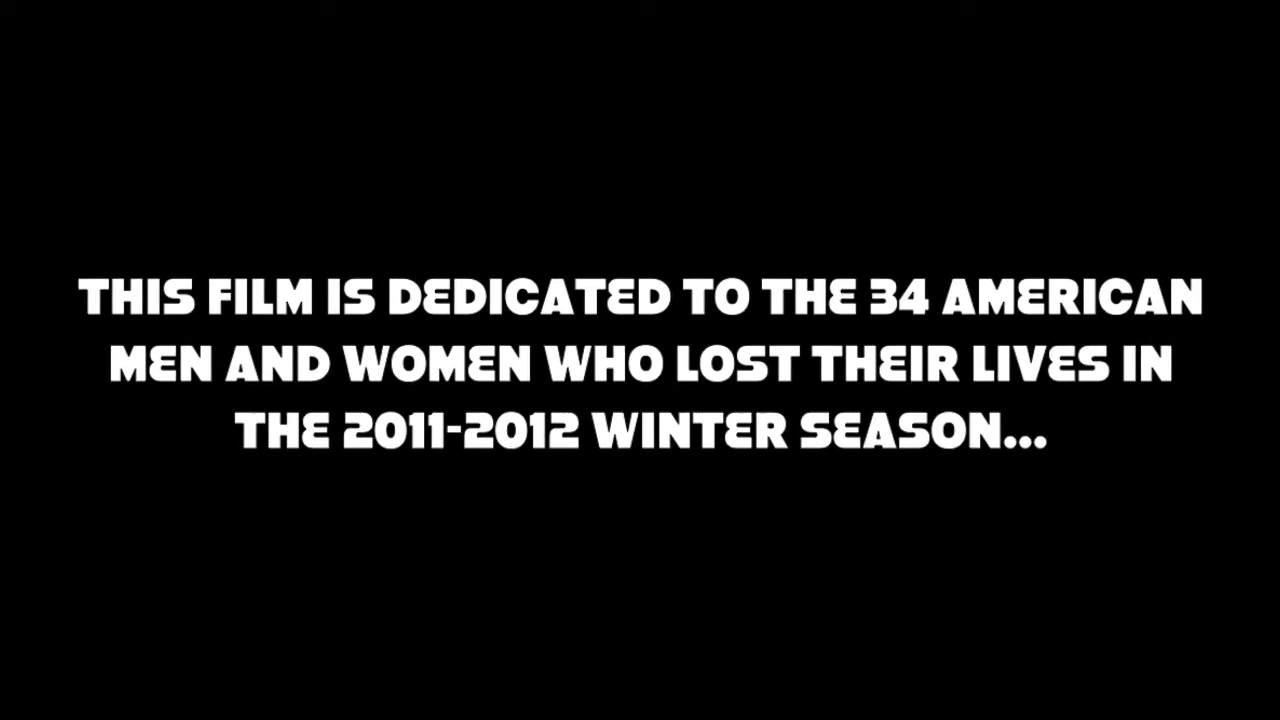 THIS FILM IS DEDICATED TO THE 34 AMERICAN
MEN AND WOMEN WHO LOST THEIR LIVES IN
THE 2011-2012 WINTER SEASON...